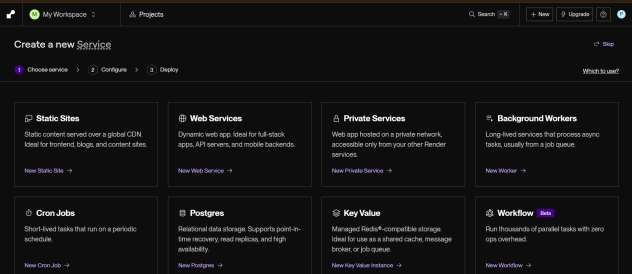 M My Workspace Projects Search + New Upgrade
Create a new Service Skip
1 Choose service 2 Configure 3 Deploy Which to use?
Static Sites
Static content served over a global CDN.
Ideal for frontend, blogs, and content sites.
New Static Site →
Web Services
Dynamic web app. Ideal for full-stack
apps, API servers, and mobile backends.
New Web Service →
Private Services
Web app hosted on a private network,
accessible only from your other Render
services.
New Private Service →
Background Workers
Long-lived services that process async
tasks, usually from a job queue.
New Worker →
Cron Jobs
Short-lived tasks that run on a periodic
schedule.
New Cron Job →
Postgres
Relational data storage. Supports point-in-
time recovery, read replicas, and high
availability.
New Postgres →
Key Value
Managed Redis®-compatible storage.
Ideal for use as a shared cache, message
broker, or job queue.
New Key Value Instance →
Workflow Beta
Run thousands of parallel tasks with zero
ops overhead.
New Workflow →